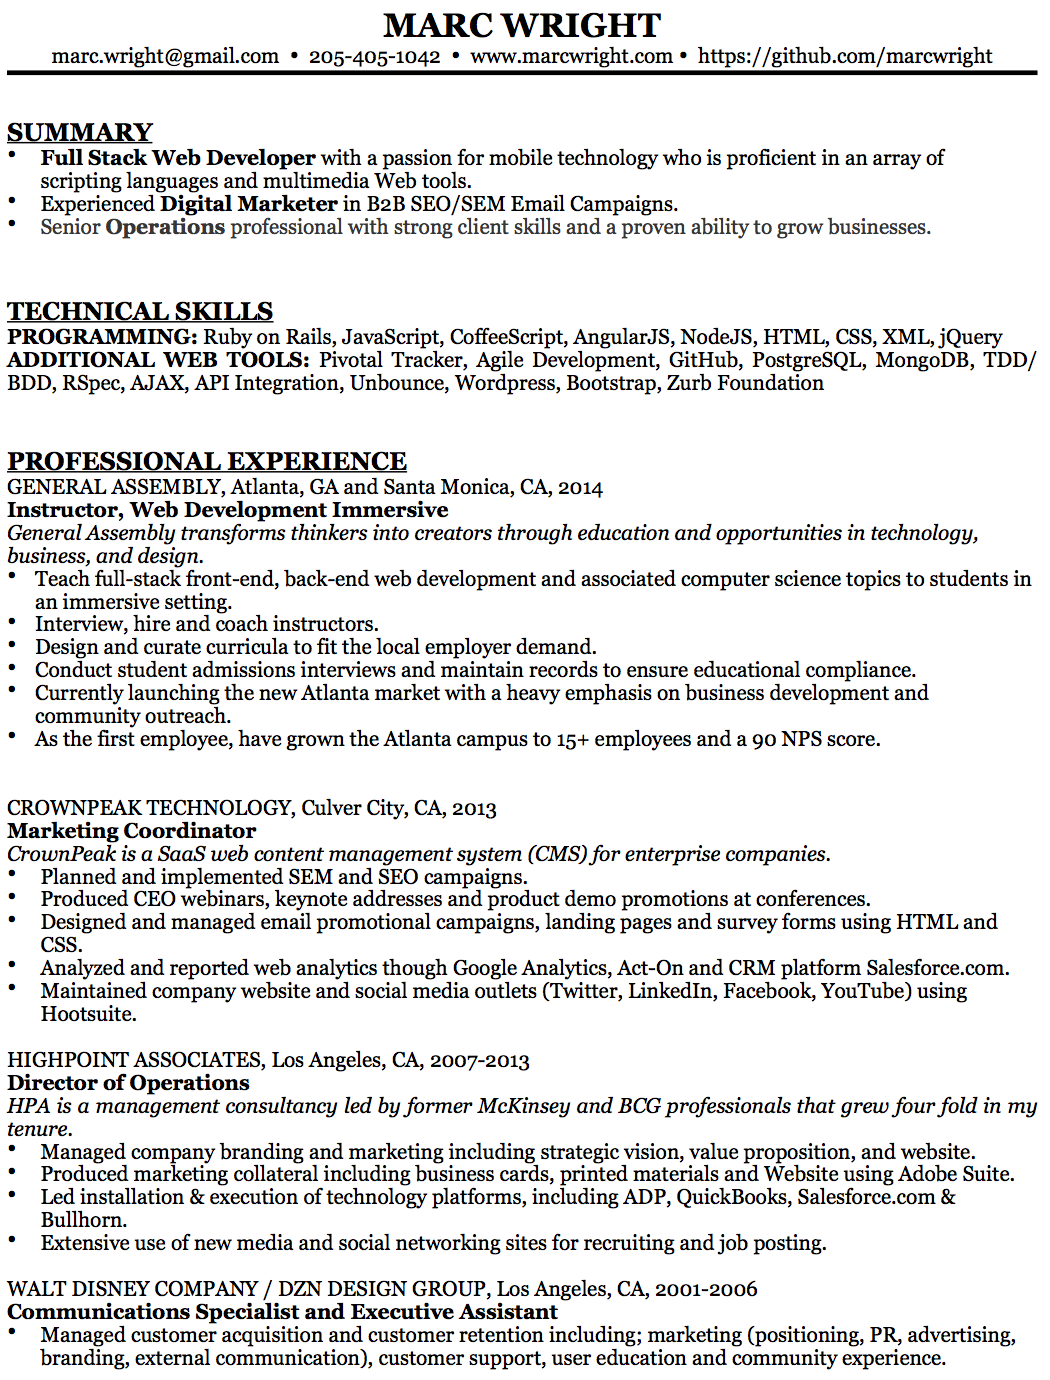 MARC WRIGHT
marc.wright@gmail.com • 205-405-1042 • www.marcwright.com • https://github.com/marcwright
SUMMARY
• Full Stack Web Developer with a passion for mobile technology who is proficient in an array of
scripting languages and multimedia Web tools.
• Experienced Digital Marketer in B2B SEO/SEM Email Campaigns.
• Senior Operations professional with strong client skills and a proven ability to grow businesses.
TECHNICAL SKILLS
PROGRAMMING: Ruby on Rails, JavaScript, CoffeeScript, AngularJS, NodeJS, HTML, CSS, XML, jQuery
ADDITIONAL WEB TOOLS: Pivotal Tracker, Agile Development, GitHub, PostgreSQL, MongoDB, TDD/
BDD, RSpec, AJAX, API Integration, Unbounce, Wordpress, Bootstrap, Zurb Foundation
PROFESSIONAL EXPERIENCE
GENERAL ASSEMBLY, Atlanta, GA and Santa Monica, CA, 2014
Instructor, Web Development Immersive
General Assembly transforms thinkers into creators through education and opportunities in technology,
business, and design.
• Teach full-stack front-end, back-end web development and associated computer science topics to students in
an immersive setting.
• Interview, hire and coach instructors.
• Design and curate curricula to fit the local employer demand.
• Conduct student admissions interviews and maintain records to ensure educational compliance.
• Currently launching the new Atlanta market with a heavy emphasis on business development and
community outreach.
• As the first employee, have grown the Atlanta campus to 15+ employees and a 90 NPS score.
CROWNPEAK TECHNOLOGY, Culver City, CA, 2013
Marketing Coordinator
CrownPeak is a SaaS web content management system (CMS) for enterprise companies.
• Planned and implemented SEM and SEO campaigns.
• Produced CEO webinars, keynote addresses and product demo promotions at conferences.
• Designed and managed email promotional campaigns, landing pages and survey forms using HTML and
CSS.
• Analyzed and reported web analytics though Google Analytics, Act-On and CRM platform Salesforce.com.
• Maintained company website and social media outlets (Twitter, LinkedIn, Facebook, YouTube) using
Hootsuite.
HIGHPOINT ASSOCIATES, Los Angeles, CA, 2007-2013
Director of Operations
HPA is a management consultancy led by former McKinsey and BCG professionals that grew four fold in my
tenure.
• Managed company branding and marketing including strategic vision, value proposition, and website.
• Produced marketing collateral including business cards, printed materials and Website using Adobe Suite.
• Led installation & execution of technology platforms, including ADP, QuickBooks, Salesforce.com &
Bullhorn.
• Extensive use of new media and social networking sites for recruiting and job posting.
WALT DISNEY COMPANY / DZN DESIGN GROUP, Los Angeles, CA, 2001-2006
Communications Specialist and Executive Assistant
• Managed customer acquisition and customer retention including; marketing (positioning, PR, advertising,
branding, external communication), customer support, user education and community experience.